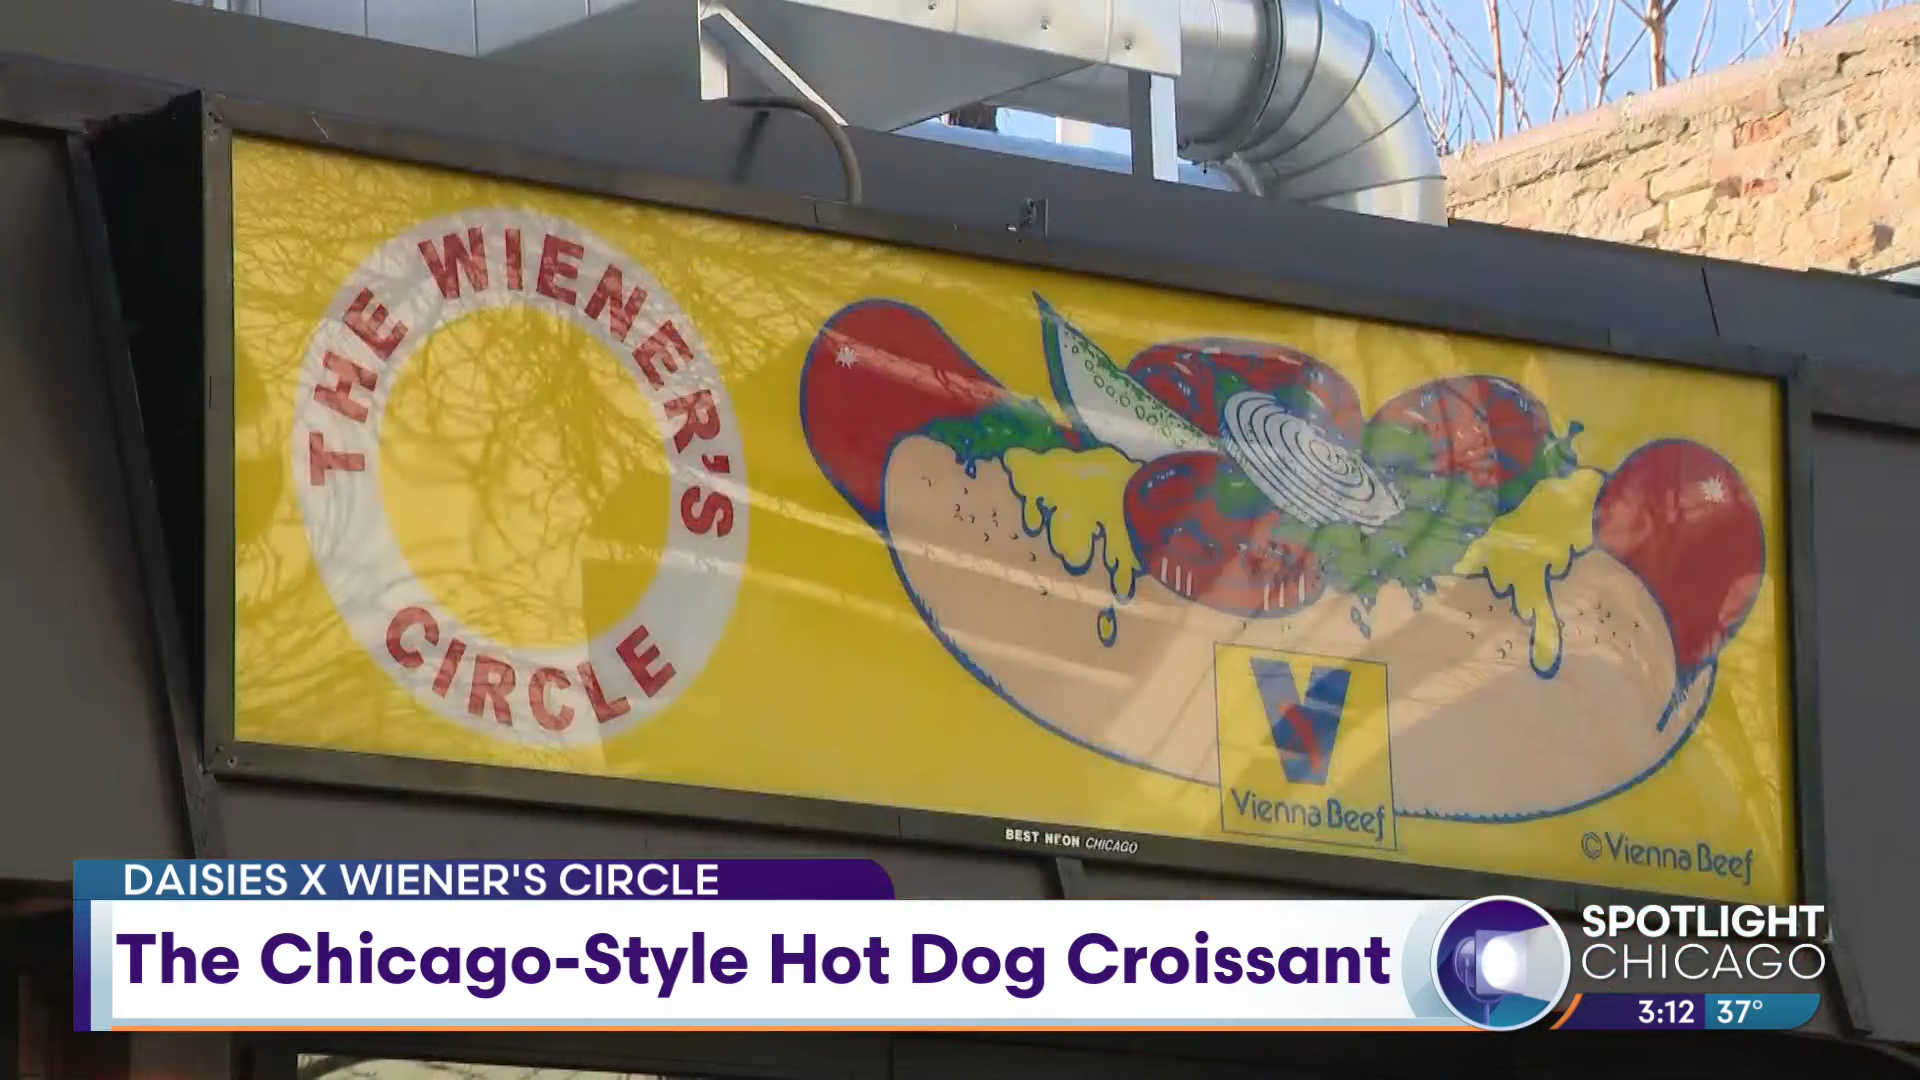 THE WIENER'S
CIRCLE
Vienna Beef
©Vienna Beef
BEST NEON CHICAGO
DAISIES X WIENER'S CIRCLE
The Chicago-Style Hot Dog Croissant
SPOTLIGHT
CHICAGO
3:12 37°